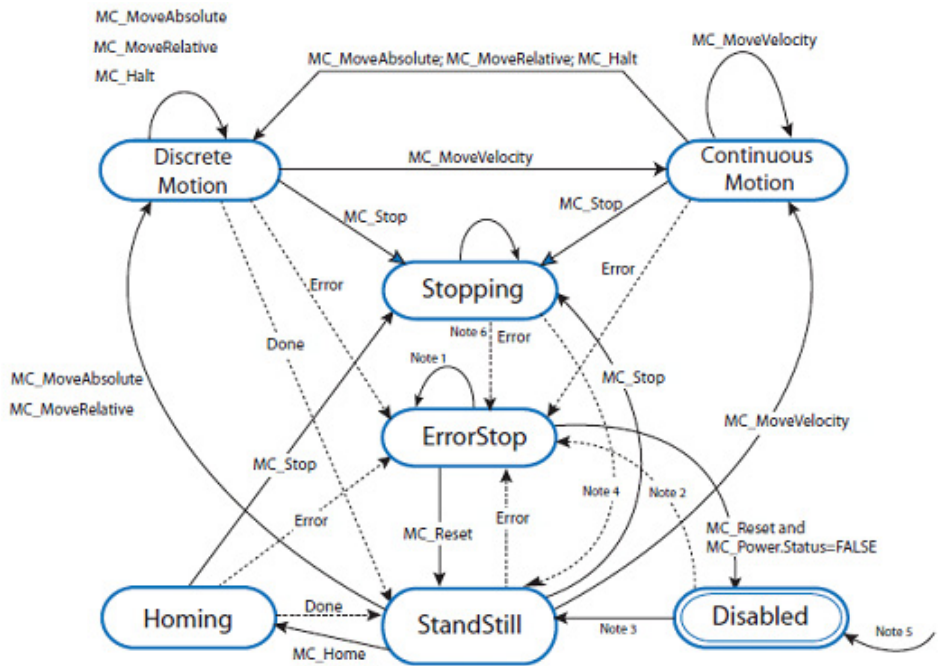 MC_MoveAbsolute
MC_MoveRelative
MC_Halt
MC_MoveAbsolute; MC_MoveRelative; MC_Halt
MC_MoveVelocity
Discrete
Motion
MC_MoveVelocity
Continuous
Motion
MC_Stop
MC_Stop
Error
Stopping
Error
Done
Note 6
Error
Note 1
MC_Stop
MC_MoveAbsolute
MC_MoveRelative
ErrorStop
MC_MoveVelocity
MC_Stop
Note 4
Note 2
Error
MC_Reset
Error
MC_Reset and
MC_Power.Status=FALSE
Homing
Done
StandStill
Note 3
Disabled
Note 5
MC_Home